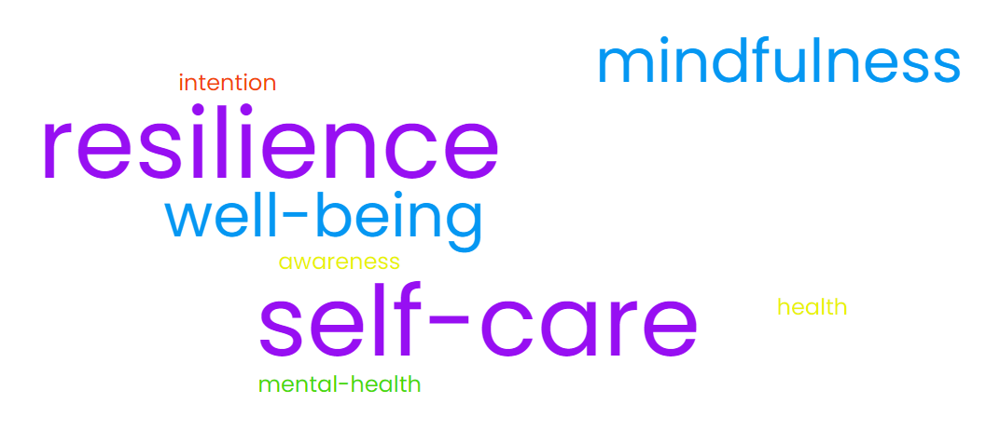 mindfulness
intention
resilience
well-being
awareness
self-care
health
mental-health